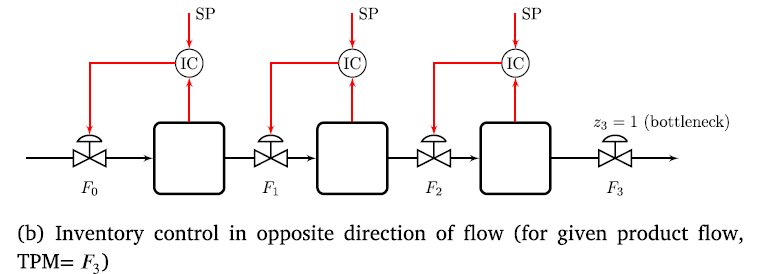 SP SP SP
IC IC IC
z₃ = 1 (bottleneck)
F₀ F₁ F₂ F₃
(b) Inventory control in opposite direction of flow (for given product flow,
TPM= F₃)